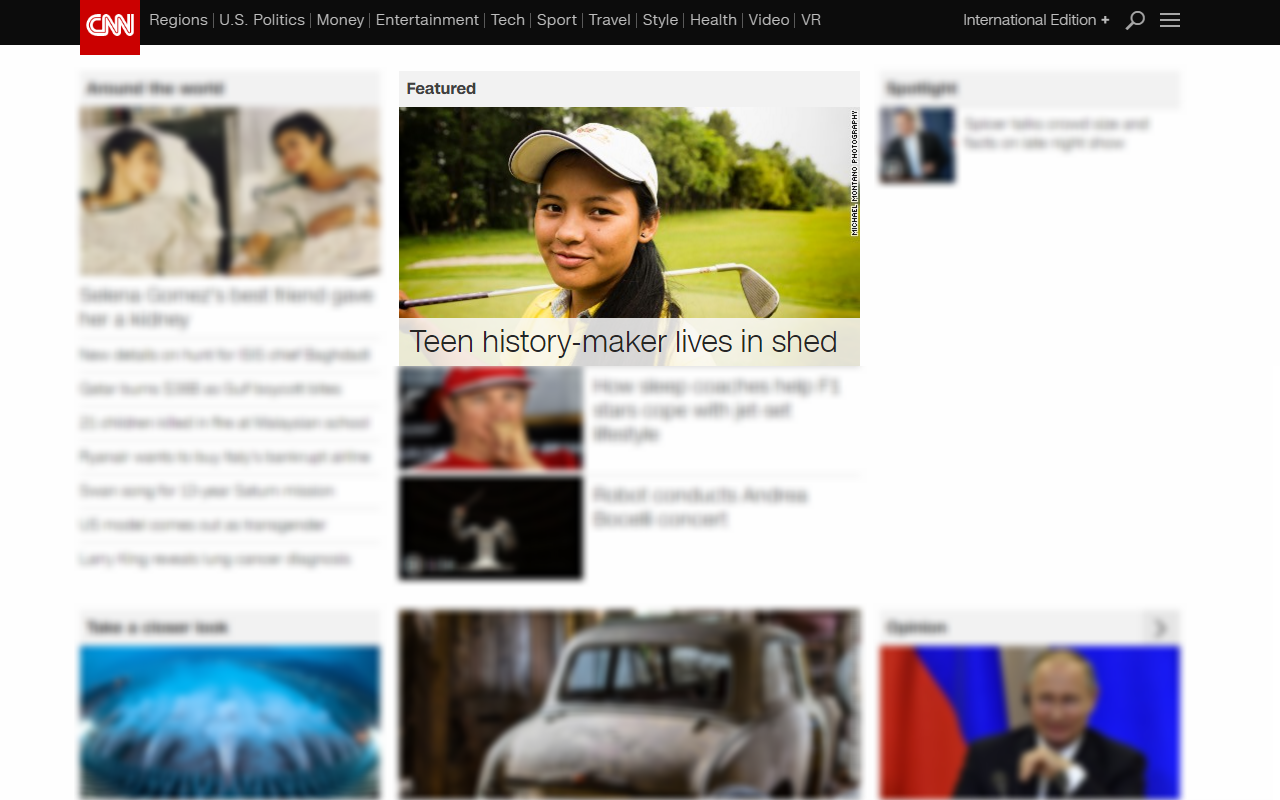 CNN Regions U.S. Politics Money Entertainment Tech Sport Travel Style Health Video VR International Edition +
Around the world
Selena Gomez's best friend gave
her a kidney
New details on hunt for ISIS chief Baghdadi
Qatar burns $38B as Gulf boycott bites
21 children killed in fire at Malaysian school
Ryanair wants to buy Italy's bankrupt airline
Swan song for 13-year Saturn mission
US model comes out as transgender
Larry King reveals lung cancer diagnosis
Featured
MICHAEL MONTANO PHOTOGRAPHY
Teen history-maker lives in shed
How sleep coaches help F1
stars cope with jet-set
lifestyle
Robot conducts Andrea
Bocelli concert
Spotlight
Spicer talks crowd size and
facts on late night show
Take a closer look
Opinion